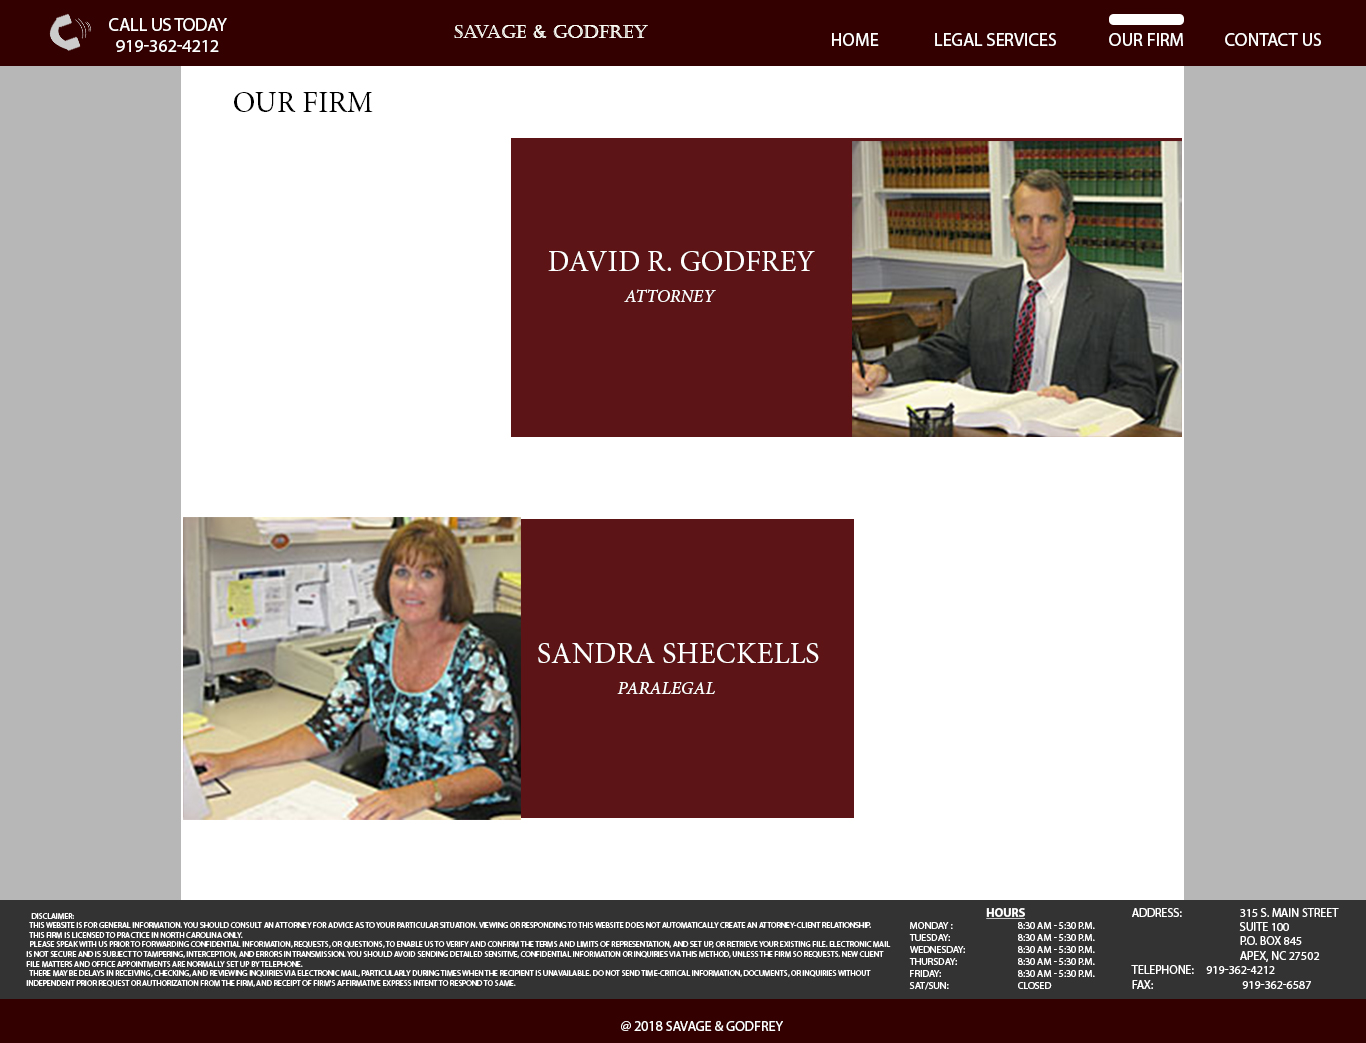 CALL US TODAY
919-362-4212
SAVAGE & GODFREY
HOME
LEGAL SERVICES
OUR FIRM
CONTACT US
OUR FIRM
DAVID R. GODFREY
ATTORNEY
SANDRA SHECKELLS
PARALEGAL
DISCLAIMER:
THIS WEBSITE IS FOR GENERAL INFORMATION. YOU SHOULD CONSULT AN ATTORNEY FOR ADVICE AS TO YOUR PARTICULAR SITUATION. VIEWING OR RESPONDING TO THIS WEBSITE DOES NOT AUTOMATICALLY CREATE AN ATTORNEY-CLIENT RELATIONSHIP.
THIS FIRM IS LICENSED TO PRACTICE IN NORTH CAROLINA ONLY.
PLEASE SPEAK WITH US PRIOR TO FORWARDING CONFIDENTIAL INFORMATION, REQUESTS, OR QUESTIONS, TO ENABLE US TO VERIFY AND CONFIRM THE TERMS AND LIMITS OF REPRESENTATION, AND SET UP, OR RETRIEVE YOUR EXISTING FILE. ELECTRONIC MAIL
IS NOT SECURE AND IS SUBJECT TO TAMPERING, INTERCEPTION, AND ERRORS IN TRANSMISSION. YOU SHOULD AVOID SENDING DETAILED SENSITIVE, CONFIDENTIAL INFORMATION OR INQUIRIES VIA THIS METHOD, UNLESS THE FIRM SO REQUESTS. NEW CLIENT
FILE MATTERS AND OFFICE APPOINTMENTS ARE NORMALLY SET UP BY TELEPHONE.
THERE MAY BE DELAYS IN RECEIVING, CHECKING, AND REVIEWING INQUIRIES VIA ELECTRONIC MAIL, PARTICULARLY DURING TIMES WHEN THE RECIPIENT IS UNAVAILABLE. DO NOT SEND TIME-CRITICAL INFORMATION, DOCUMENTS, OR INQUIRIES WITHOUT
INDEPENDENT PRIOR REQUEST OR AUTHORIZATION FROM THE FIRM, AND RECEIPT OF FIRM'S AFFIRMATIVE EXPRESS INTENT TO RESPOND TO SAME.
HOURS
MONDAY : 8:30 AM - 5:30 P.M.
TUESDAY: 8:30 AM - 5:30 P.M.
WEDNESDAY: 8:30 AM - 5:30 P.M.
THURSDAY: 8:30 AM - 5:30 P.M.
FRIDAY: 8:30 AM - 5:30 P.M.
SAT/SUN: CLOSED
ADDRESS: 315 S. MAIN STREET
SUITE 100
P.O. BOX 845
APEX, NC 27502
TELEPHONE: 919-362-4212
FAX: 919-362-6587
@ 2018 SAVAGE & GODFREY